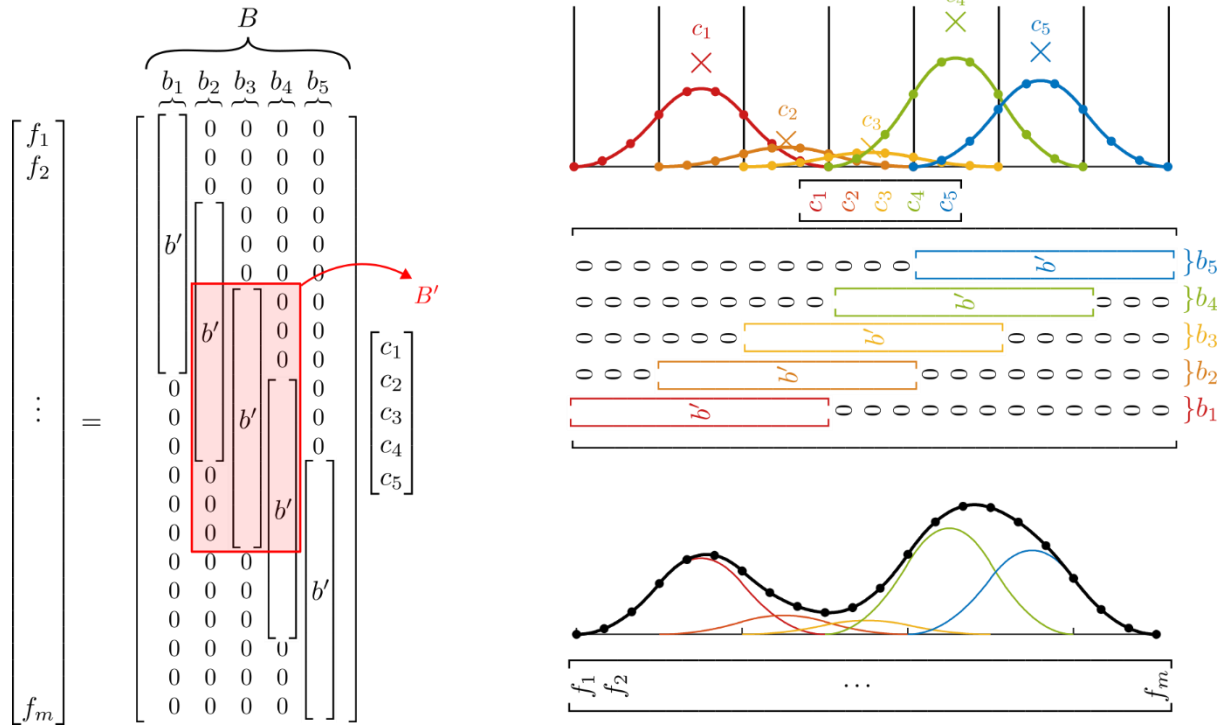 B
b₁ b₂ b₃ b₄ b₅
f₁ 0 0 0 0
f₂ 0 0 0 0
0 0 0 0
0 0 0
b′ 0 0 0
0 0 0
B′
0 0
b′ 0 0
0 0
c₁
0 0
c₂
⋮ = 0 b′ 0
c₃
0 0
c₄
0 0
c₅
0 0 b′
0 0
0 0 0
0 0 0 b′
0 0 0
0 0 0 0
0 0 0 0
fₘ 0 0 0 0
c₁
c₂
c₃
c₄
c₅
c₁ c₂ c₃ c₄ c₅
0 0 0 0 0 0 0 0 0 0 0 0 b′ }b₅
0 0 0 0 0 0 0 0 0 b′ 0 0 0 }b₄
0 0 0 0 0 0 b′ 0 0 0 0 0 0 }b₃
0 0 0 b′ 0 0 0 0 0 0 0 0 0 }b₂
b′ 0 0 0 0 0 0 0 0 0 0 0 0 }b₁
f₁ f₂ ⋯ fₘ